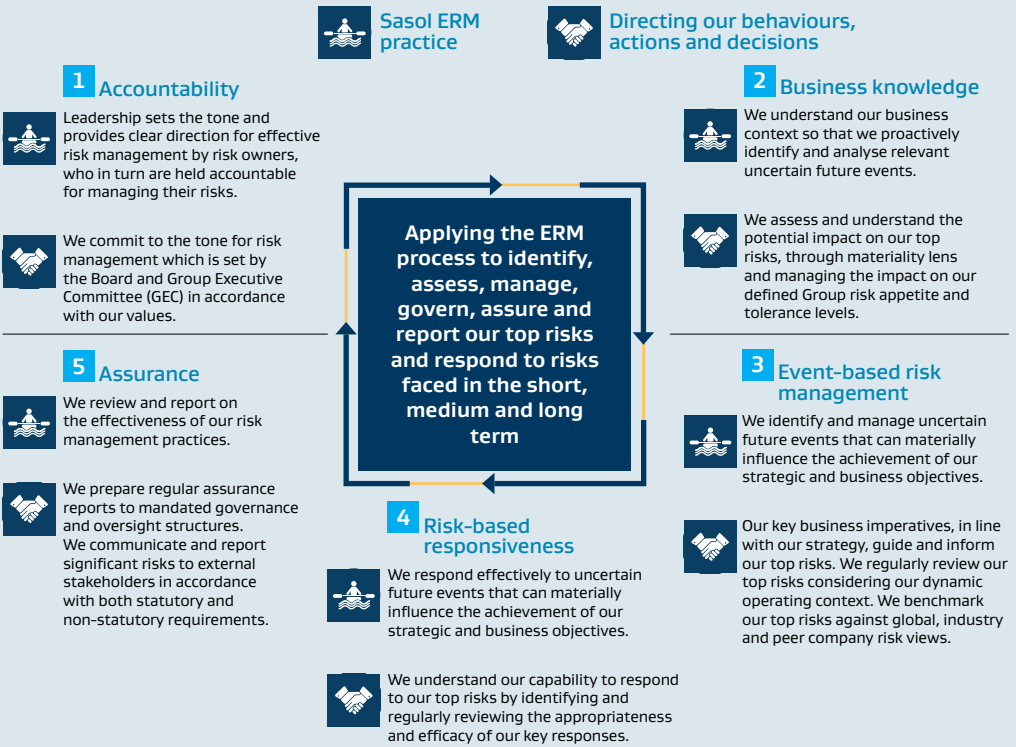 Sasol ERM
practice
Directing our behaviours,
actions and decisions
1 Accountability
Leadership sets the tone and
provides clear direction for effective
risk management by risk owners,
who in turn are held accountable
for managing their risks.
We commit to the tone for risk
management which is set by
the Board and Group Executive
Committee (GEC) in accordance
with our values.
2 Business knowledge
We understand our business
context so that we proactively
identify and analyse relevant
uncertain future events.
We assess and understand the
potential impact on our top
risks, through materiality lens
and managing the impact on our
defined Group risk appetite and
tolerance levels.
Applying the ERM
process to identify,
assess, manage,
govern, assure and
report our top risks
and respond to risks
faced in the short,
medium and long
term
3 Event-based risk
management
We identify and manage uncertain
future events that can materially
influence the achievement of our
strategic and business objectives.
Our key business imperatives, in line
with our strategy, guide and inform
our top risks. We regularly review our
top risks considering our dynamic
operating context. We benchmark
our top risks against global, industry
and peer company risk views.
4 Risk-based
responsiveness
We respond effectively to uncertain
future events that can materially
influence the achievement of our
strategic and business objectives.
We understand our capability to respond
to our top risks by identifying and
regularly reviewing the appropriateness
and efficacy of our key responses.
5 Assurance
We review and report on
the effectiveness of our risk
management practices.
We prepare regular assurance
reports to mandated governance
and oversight structures.
We communicate and report
significant risks to external
stakeholders in accordance
with both statutory and
non-statutory requirements.